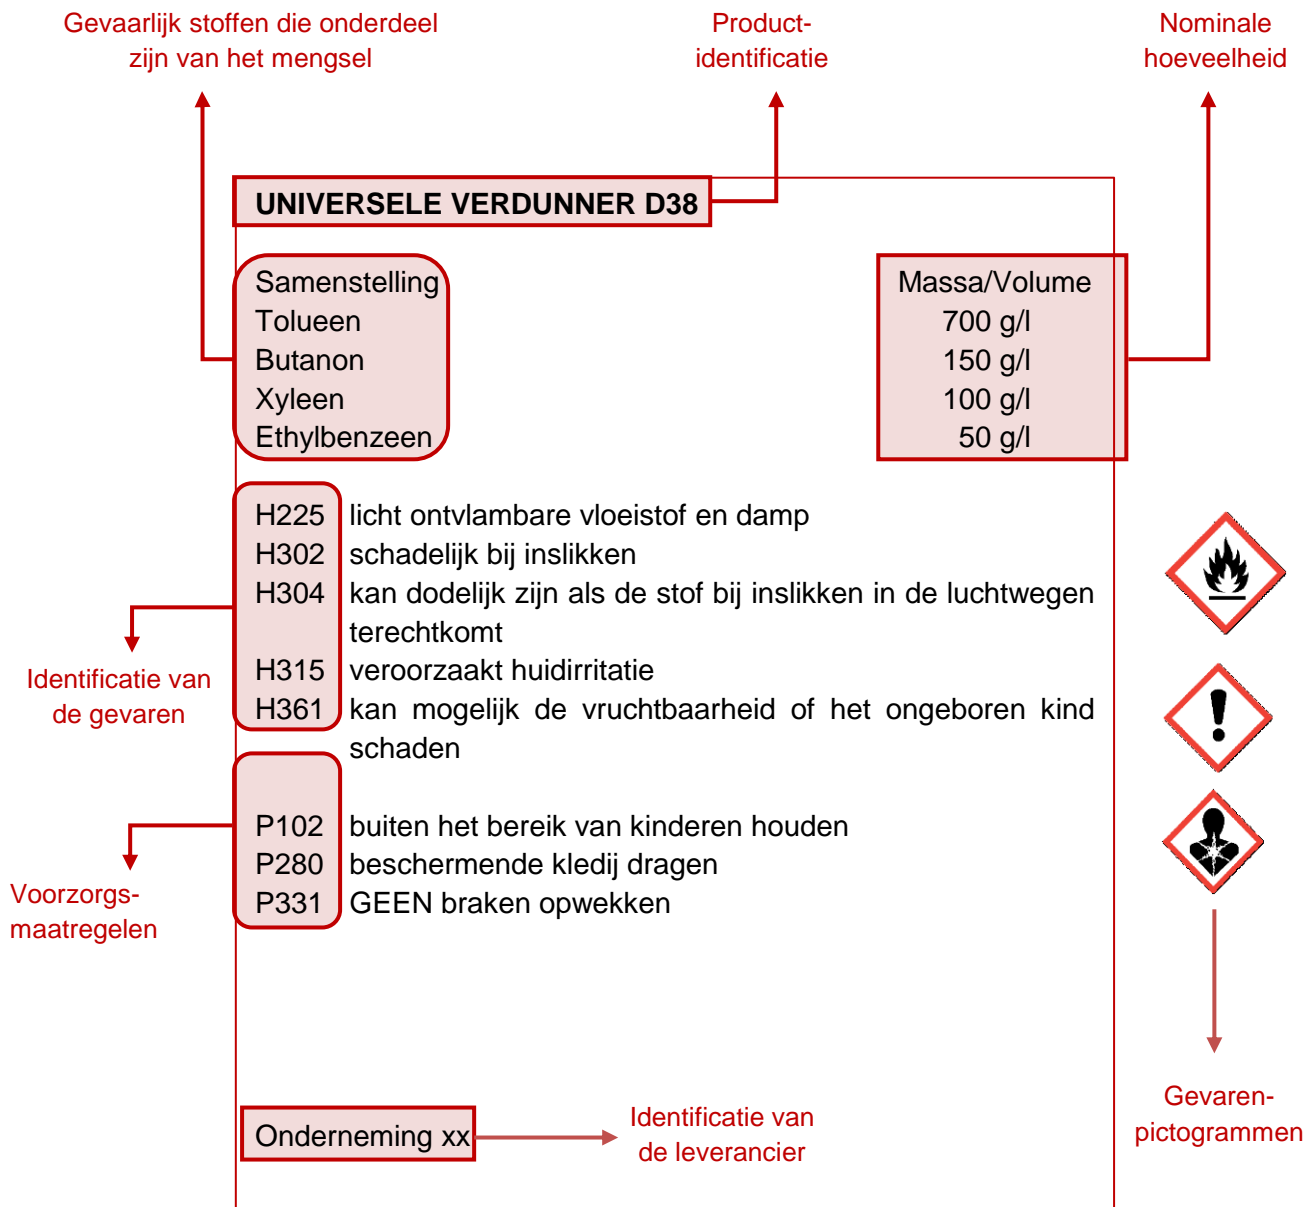 Gevaarlijk stoffen die onderdeel
zijn van het mengsel
Product-
identificatie
Nominale
hoeveelheid
UNIVERSELE VERDUNNER D38
Samenstelling Massa/Volume
Tolueen 700 g/l
Butanon 150 g/l
Xyleen 100 g/l
Ethylbenzeen 50 g/l
H225 licht ontvlambare vloeistof en damp
H302 schadelijk bij inslikken
H304 kan dodelijk zijn als de stof bij inslikken in de luchtwegen
terechtkomt
H315 veroorzaakt huidirritatie
H361 kan mogelijk de vruchtbaarheid of het ongeboren kind
schaden
Identificatie van
de gevaren
P102 buiten het bereik van kinderen houden
P280 beschermende kledij dragen
P331 GEEN braken opwekken
Voorzorgs-
maatregelen
Onderneming xx
Identificatie van
de leverancier
Gevaren-
pictogrammen